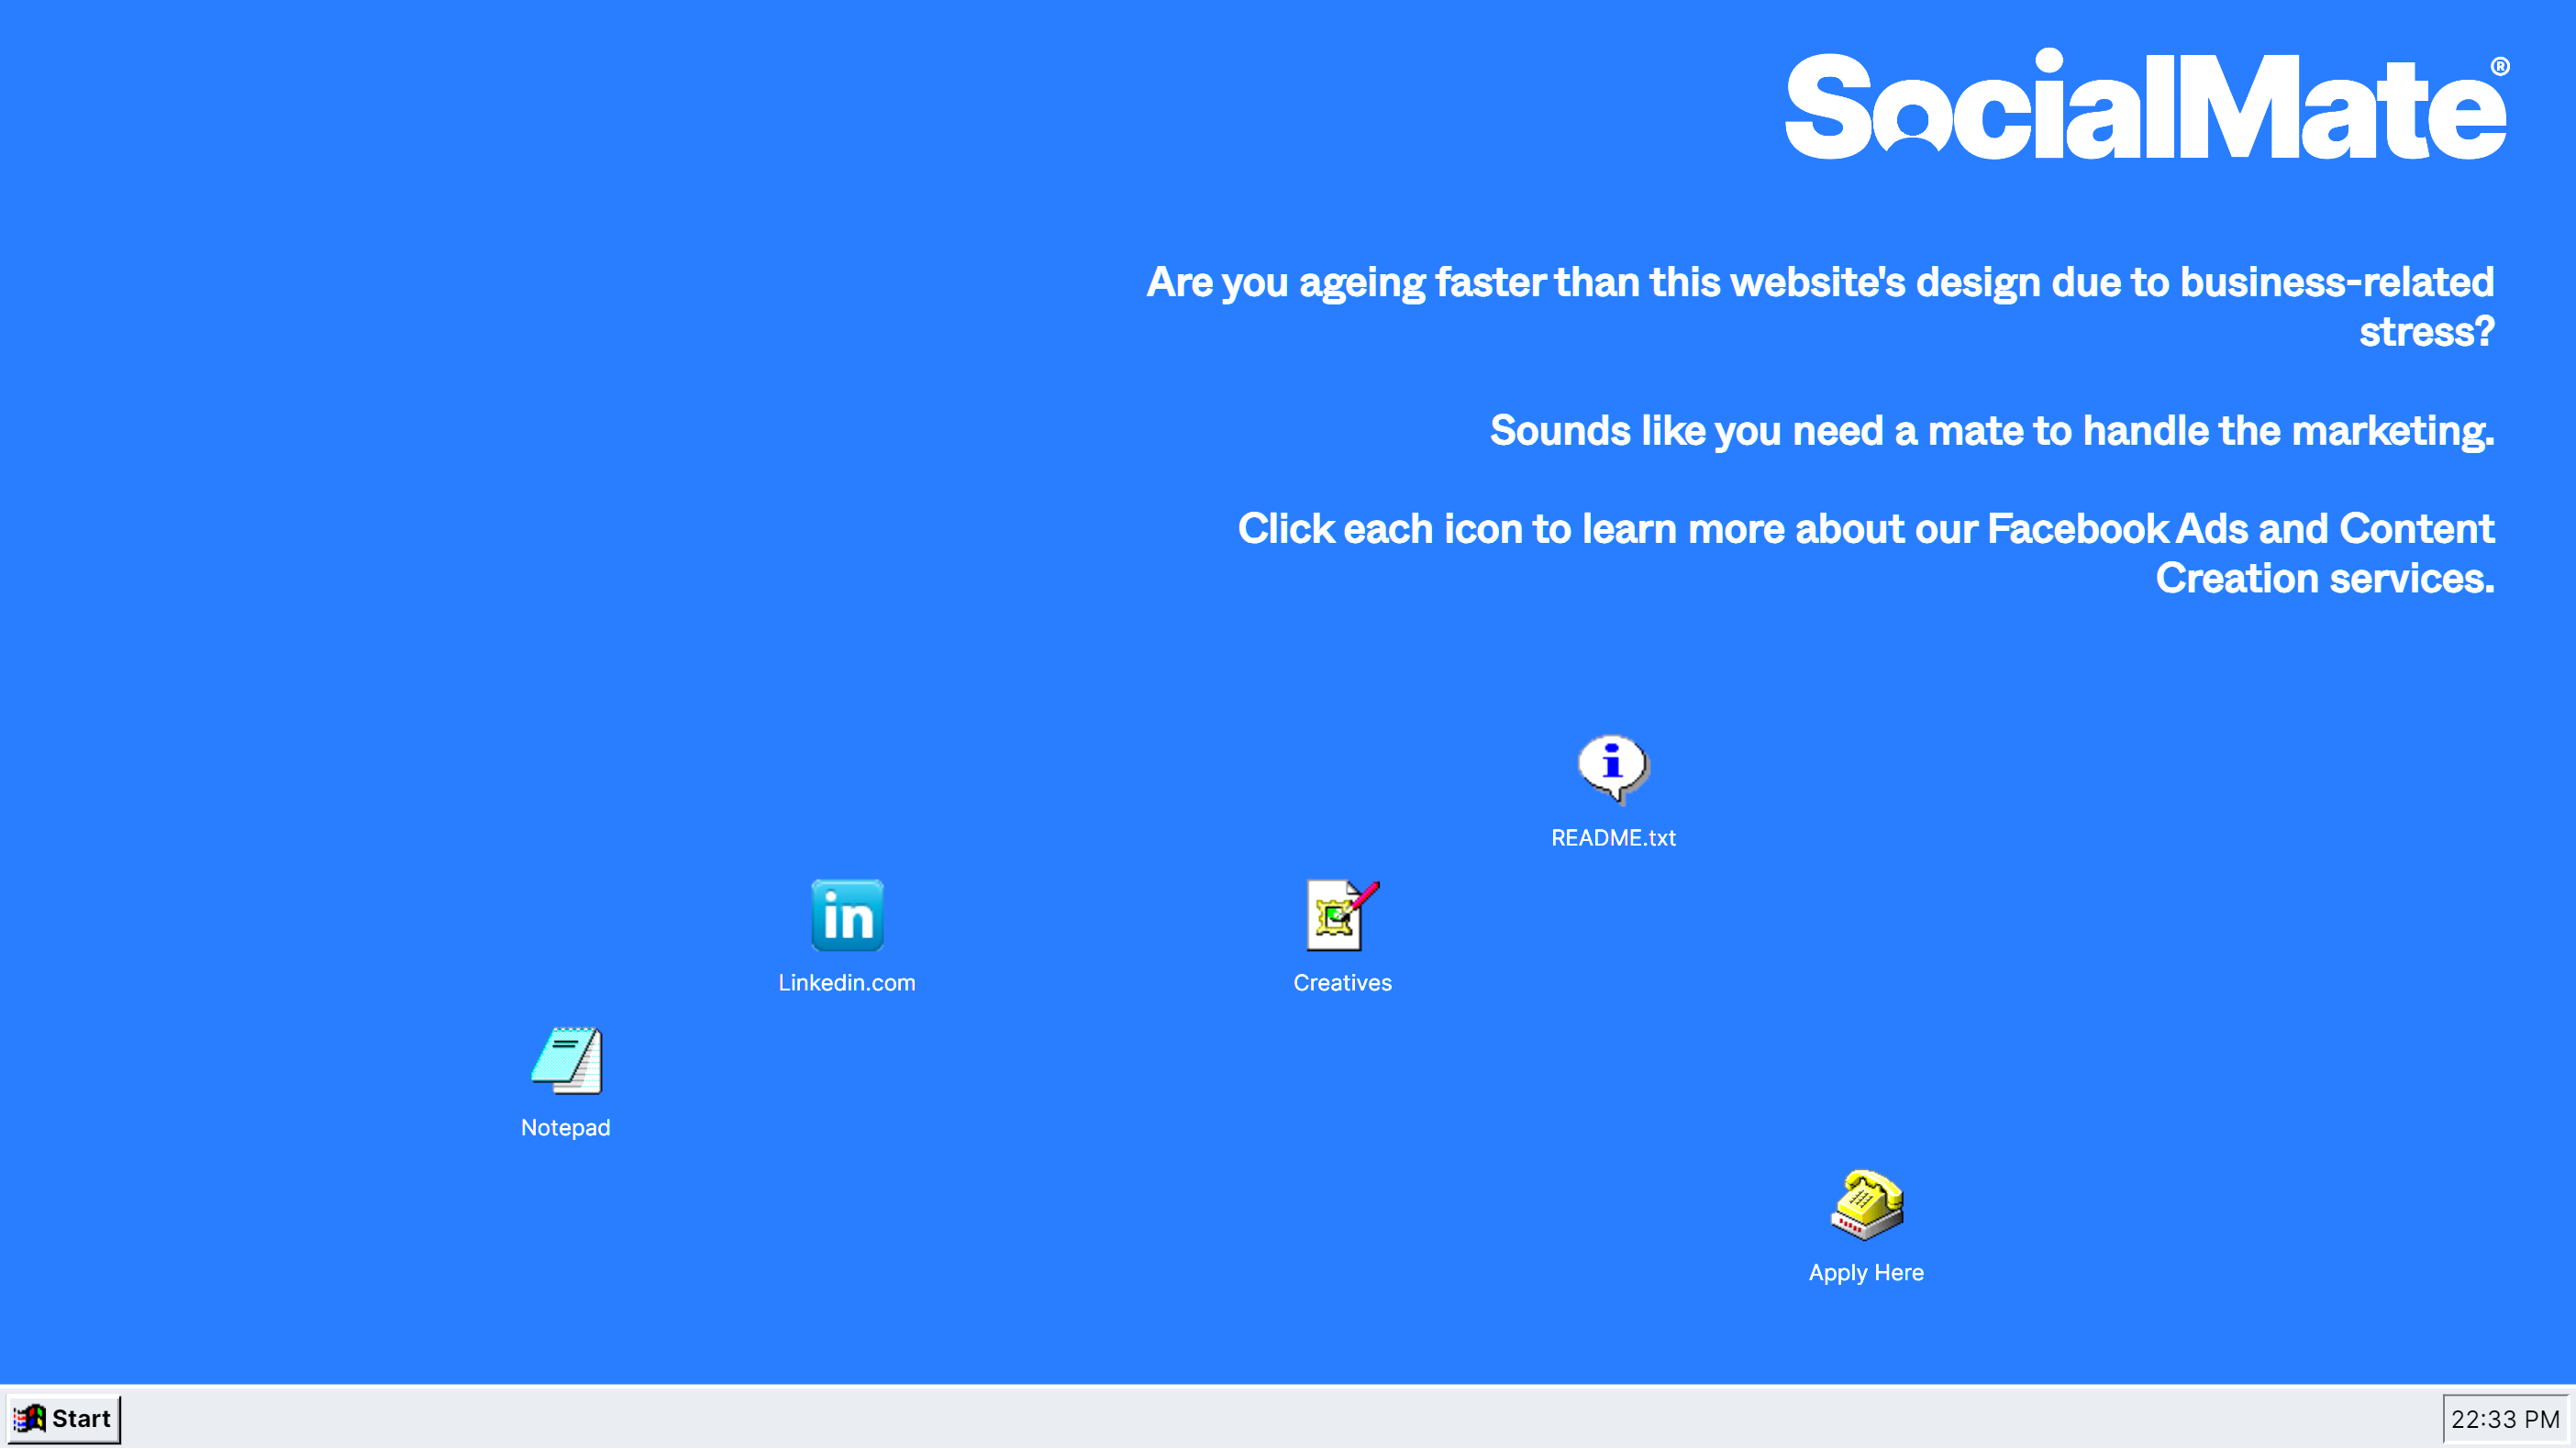 SocialMate®
Are you ageing faster than this website's design due to business-related
stress?
Sounds like you need a mate to handle the marketing.
Click each icon to learn more about our Facebook Ads and Content
Creation services.
README.txt
Linkedin.com
Creatives
Notepad
Apply Here
Start
22:33 PM